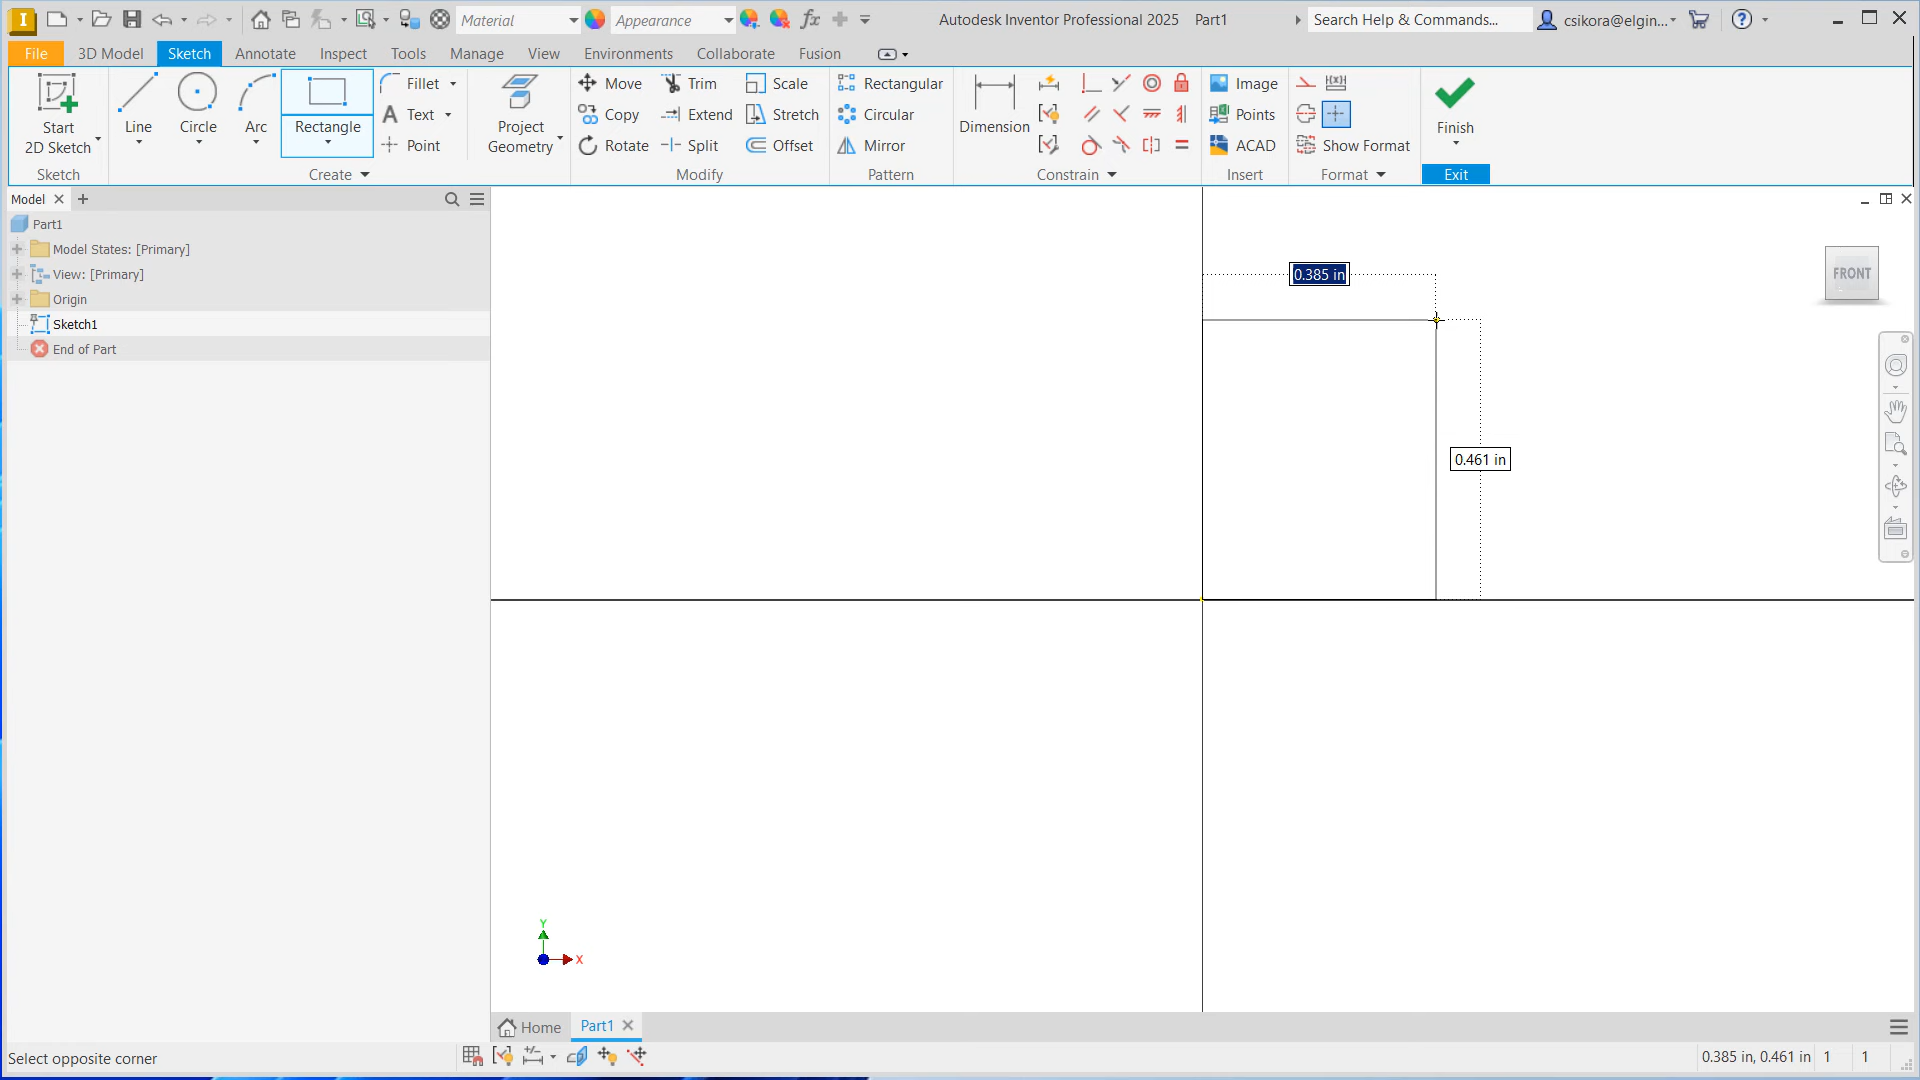 I Material Appearance fx Autodesk Inventor Professional 2025 Part1 Search Help & Commands... csikora@elgin...
File 3D Model Sketch Annotate Inspect Tools Manage View Environments Collaborate Fusion
Start 2D Sketch
Line
Circle
Arc
Rectangle
Fillet
Text
Point
Project Geometry
Move Trim Scale
Copy Extend Stretch
Rotate Split Offset
Rectangular
Circular
Mirror
Dimension
Image
Points
ACAD
Show Format
Finish
Sketch Create Modify Pattern Constrain Insert Format Exit
Model
Part1
Model States: [Primary]
View: [Primary]
Origin
Sketch1
End of Part
0.385 in
FRONT
0.461 in
Y
X
Home Part1
Select opposite corner
0.385 in, 0.461 in 1 1